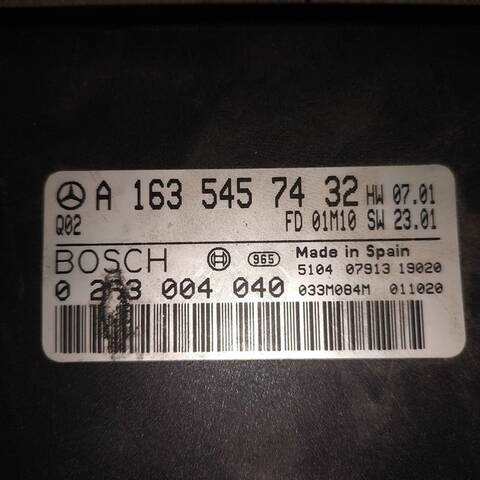 A 163 545 74 32 HW 07.01
Q02 FD 01M10 SW 23.01
BOSCH 965 Made in Spain
5104 07913 19020
0 263 004 040 033M084M 011020